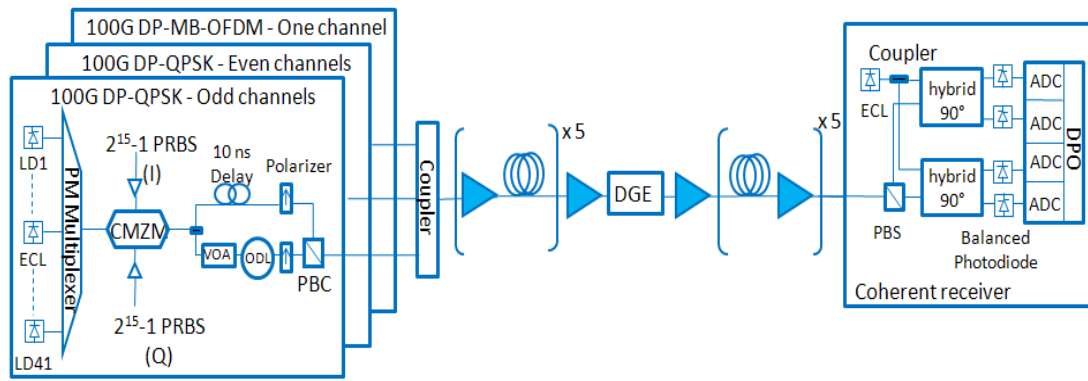 100G DP-MB-OFDM - One channel
100G DP-QPSK - Even channels
100G DP-QPSK - Odd channels
LD1
ECL
LD41
PM Multiplexer
2¹⁵-1 PRBS
(I)
CMZM
2¹⁵-1 PRBS
(Q)
10 ns
Delay
Polarizer
VOA
ODL
PBC
Coupler
x 5
DGE
x 5
Coupler
ECL
hybrid
90°
hybrid
90°
PBS
ADC
ADC
ADC
ADC
DPO
Balanced
Photodiode
Coherent receiver